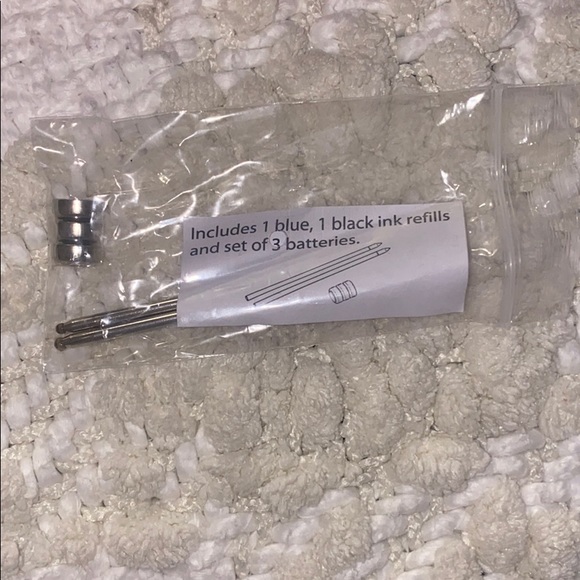 Includes 1 blue, 1 black ink refills
and set of 3 batteries.